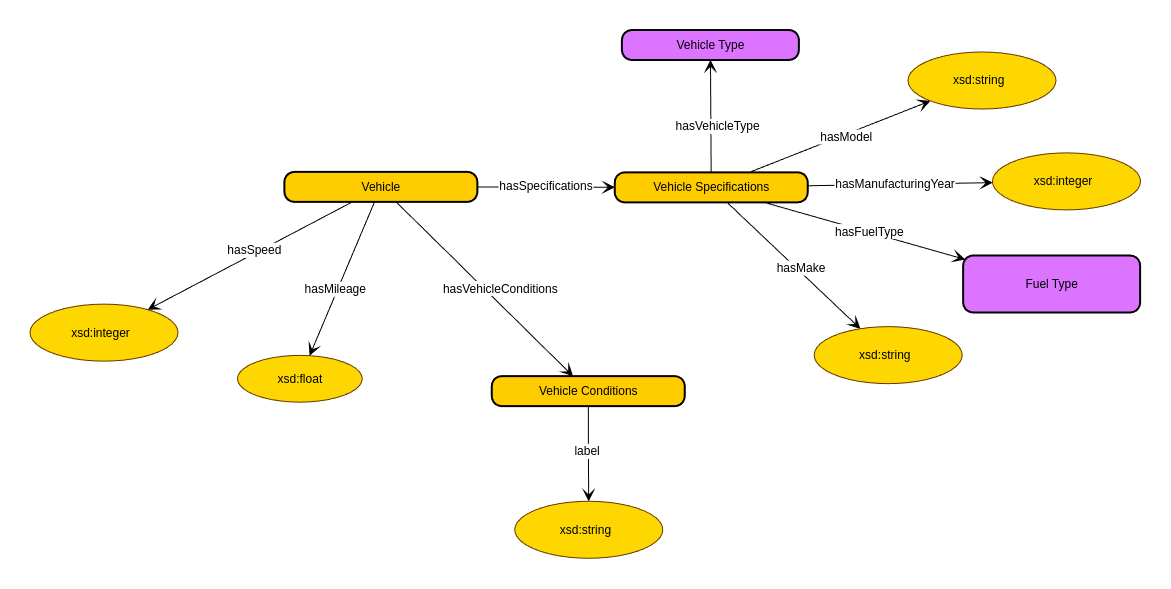 Vehicle Type
xsd:string
hasVehicleType
hasModel
Vehicle
hasSpecifications
Vehicle Specifications
hasManufacturingYear
xsd:integer
hasFuelType
hasSpeed
hasMake
Fuel Type
hasMileage
hasVehicleConditions
xsd:integer
xsd:string
xsd:float
Vehicle Conditions
label
xsd:string